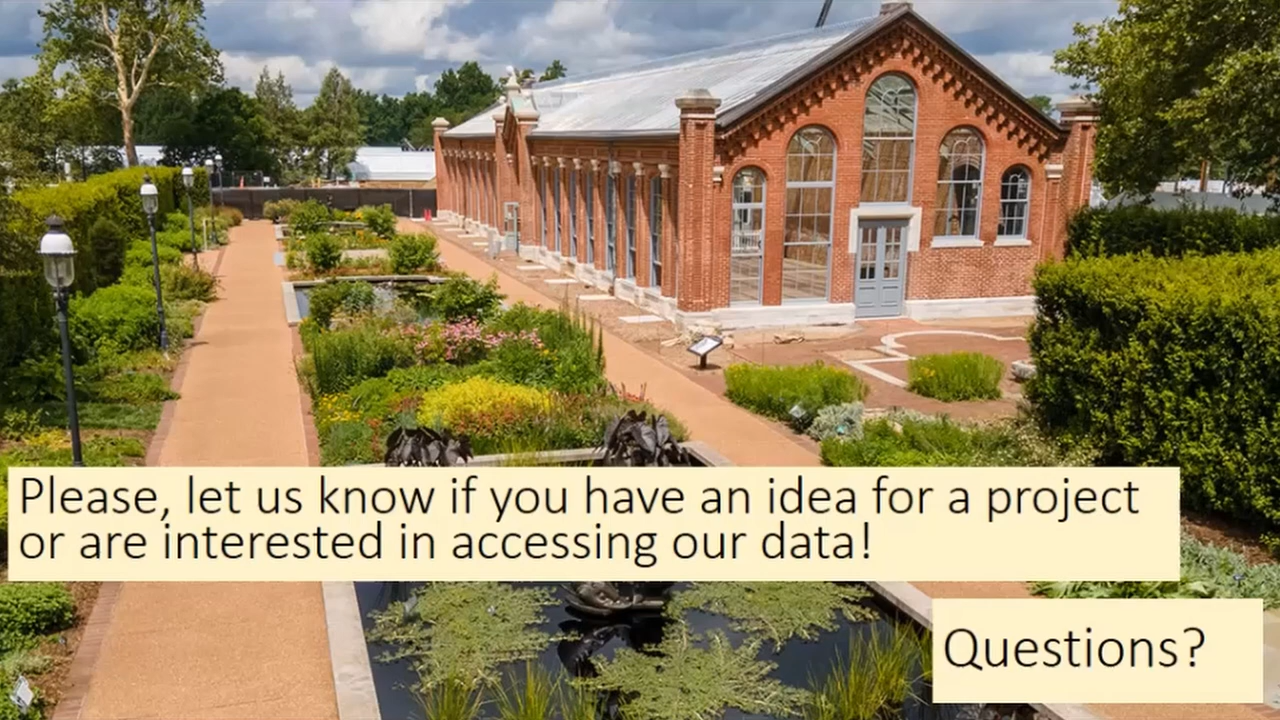 Please, let us know if you have an idea for a project
or are interested in accessing our data!
Questions?